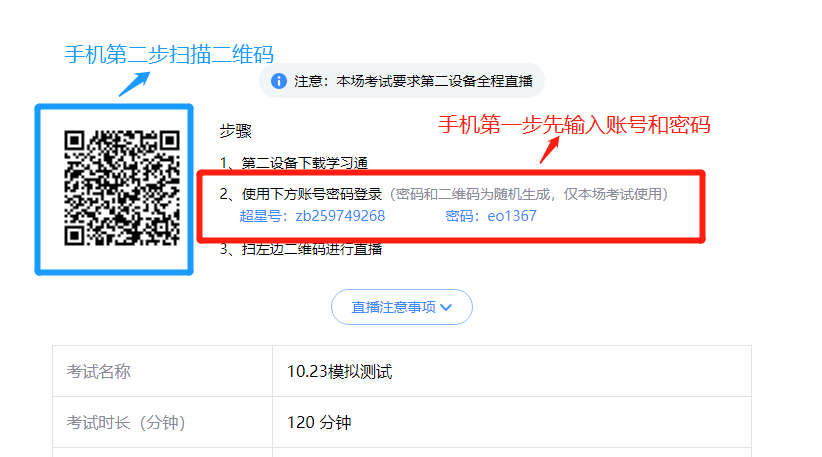 手机第二步扫描二维码
注意：本场考试要求第二设备全程直播
手机第一步先输入账号和密码
步骤
1、第二设备下载学习通
2、使用下方账号密码登录（密码和二维码为随机生成，仅本场考试使用）
超星号：zb259749268 密码：eo1367
3、扫左边二维码进行直播
直播注意事项
考试名称 10.23模拟测试
考试时长（分钟） 120 分钟